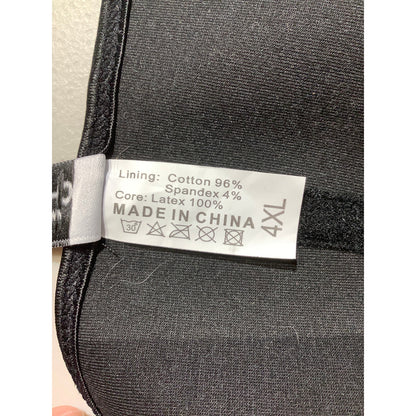 Lining: Cotton 96%
Spandex 4%
Core: Latex 100%
MADE IN CHINA
30
4XL